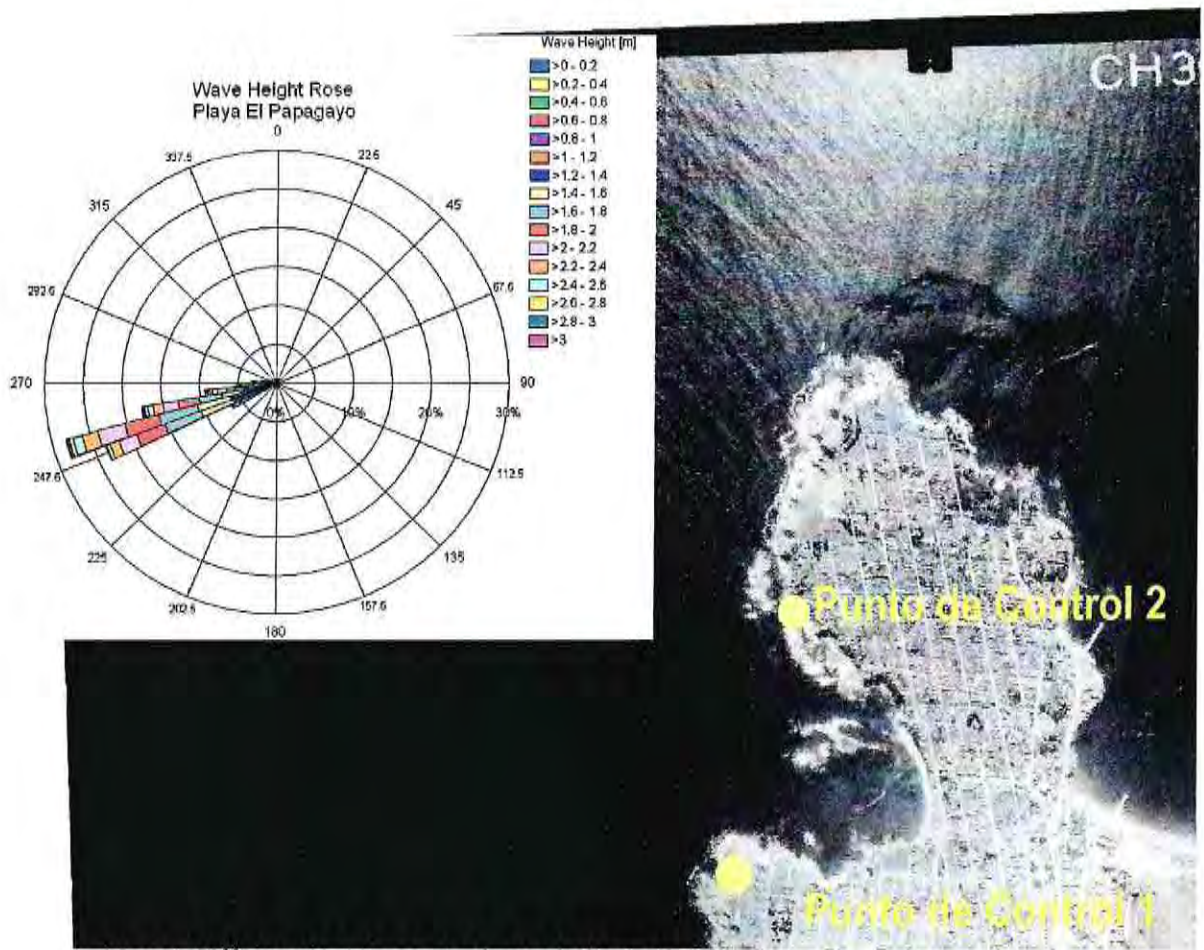 Wave Height Rose
Playa El Papagayo
0
22.5
45
67.5
90
112.5
135
157.5
180
202.5
225
247.5
270
292.5
315
337.5
0%
10%
20%
30%
Wave Height [m]
>0 - 0.2
>0.2 - 0.4
>0.4 - 0.6
>0.6 - 0.8
>0.8 - 1
>1 - 1.2
>1.2 - 1.4
>1.4 - 1.6
>1.6 - 1.8
>1.8 - 2
>2 - 2.2
>2.2 - 2.4
>2.4 - 2.6
>2.6 - 2.8
>2.8 - 3
>3
CH 3
Punto de Control 2
Punto de Control 1